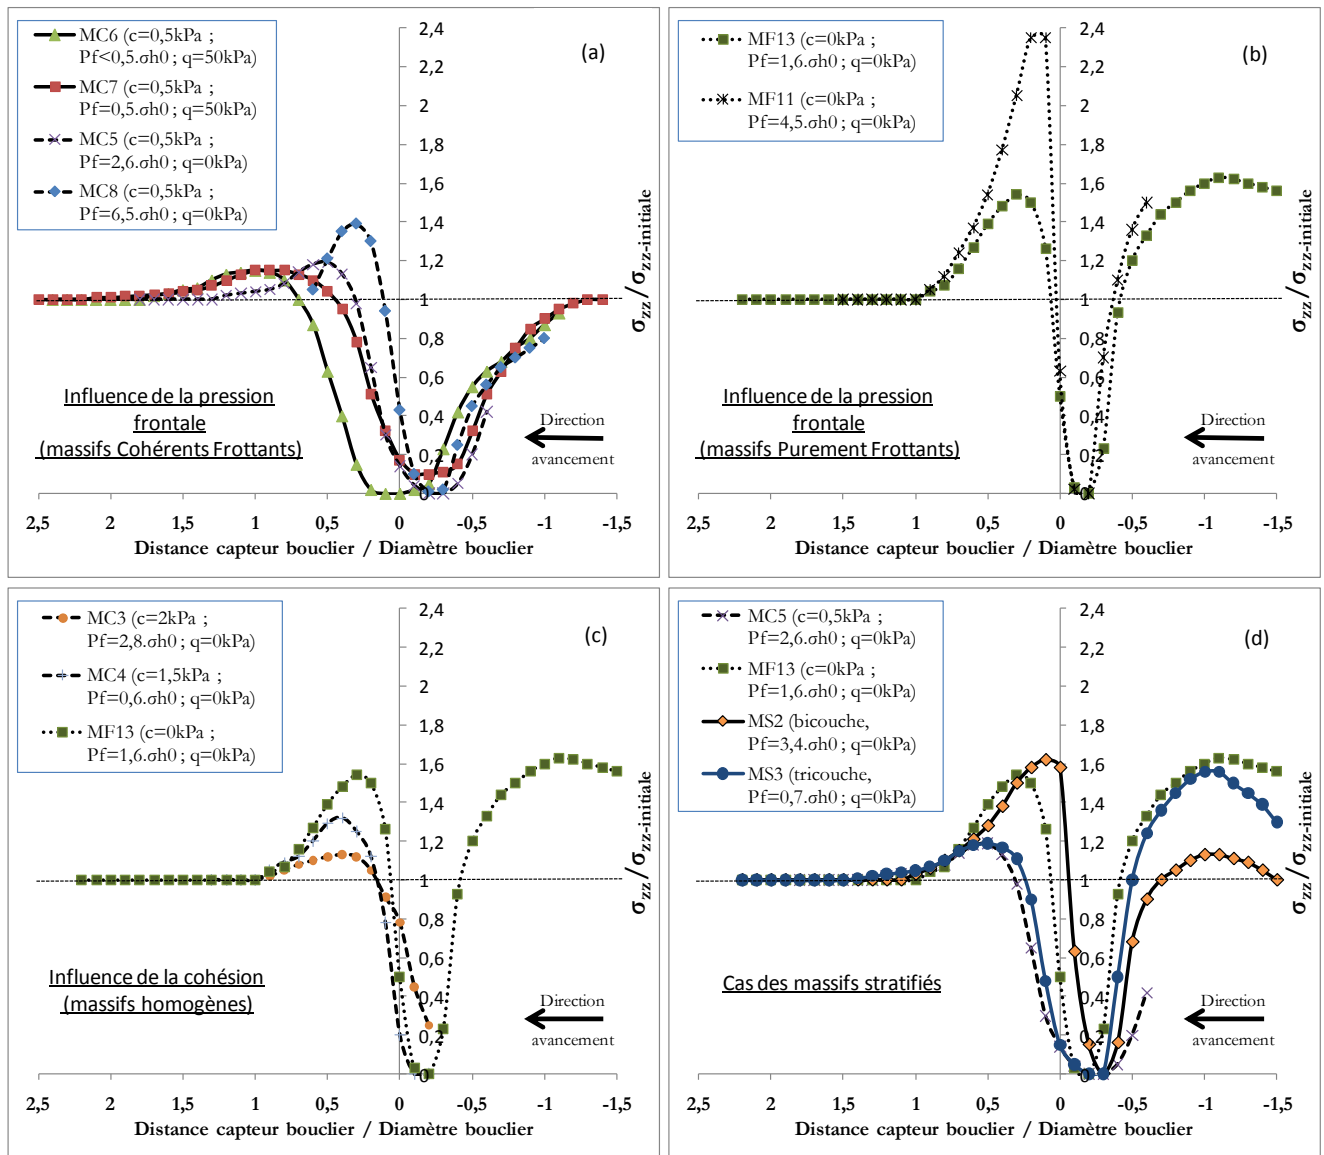 MC6 (c=0,5kPa ;
Pf<0,5.σh0 ; q=50kPa)
MC7 (c=0,5kPa ;
Pf=0,5.σh0 ; q=50kPa)
MC5 (c=0,5kPa ;
Pf=2,6.σh0 ; q=0kPa)
MC8 (c=0,5kPa ;
Pf=6,5.σh0 ; q=0kPa)
(a)
2,4
2,2
2
1,8
1,6
1,4
1,2
1
0,8
0,6
0,4
0,2
0
σzz/σzz-initiale
Influence de la pression
frontale
(massifs Cohérents Frottants)
Direction
avancement
2,5
2
1,5
1
0,5
0
-0,5
-1
-1,5
Distance capteur bouclier / Diamètre bouclier
MF13 (c=0kPa ;
Pf=1,6.σh0 ; q=0kPa)
MF11 (c=0kPa ;
Pf=4,5.σh0 ; q=0kPa)
(b)
2,4
2,2
2
1,8
1,6
1,4
1,2
1
0,8
0,6
0,4
0,2
0
σzz/σzz-initiale
Influence de la pression
frontale
(massifs Purement Frottants)
Direction
avancement
2,5
2
1,5
1
0,5
0
-0,5
-1
-1,5
Distance capteur bouclier / Diamètre bouclier
MC3 (c=2kPa ;
Pf=2,8.σh0 ; q=0kPa)
MC4 (c=1,5kPa ;
Pf=0,6.σh0 ; q=0kPa)
MF13 (c=0kPa ;
Pf=1,6.σh0 ; q=0kPa)
(c)
2,4
2,2
2
1,8
1,6
1,4
1,2
1
0,8
0,6
0,4
0,2
0
σzz/σzz-initiale
Influence de la cohésion
(massifs homogènes)
Direction
avancement
2,5
2
1,5
1
0,5
0
-0,5
-1
-1,5
Distance capteur bouclier / Diamètre bouclier
MC5 (c=0,5kPa ;
Pf=2,6.σh0 ; q=0kPa)
MF13 (c=0kPa ;
Pf=1,6.σh0 ; q=0kPa)
MS2 (bicouche,
Pf=3,4.σh0 ; q=0kPa)
MS3 (tricouche,
Pf=0,7.σh0 ; q=0kPa)
(d)
2,4
2,2
2
1,8
1,6
1,4
1,2
1
0,8
0,6
0,4
0,2
0
σzz/σzz-initiale
Cas des massifs stratifiés
Direction
avancement
2,5
2
1,5
1
0,5
0
-0,5
-1
-1,5
Distance capteur bouclier / Diamètre bouclier